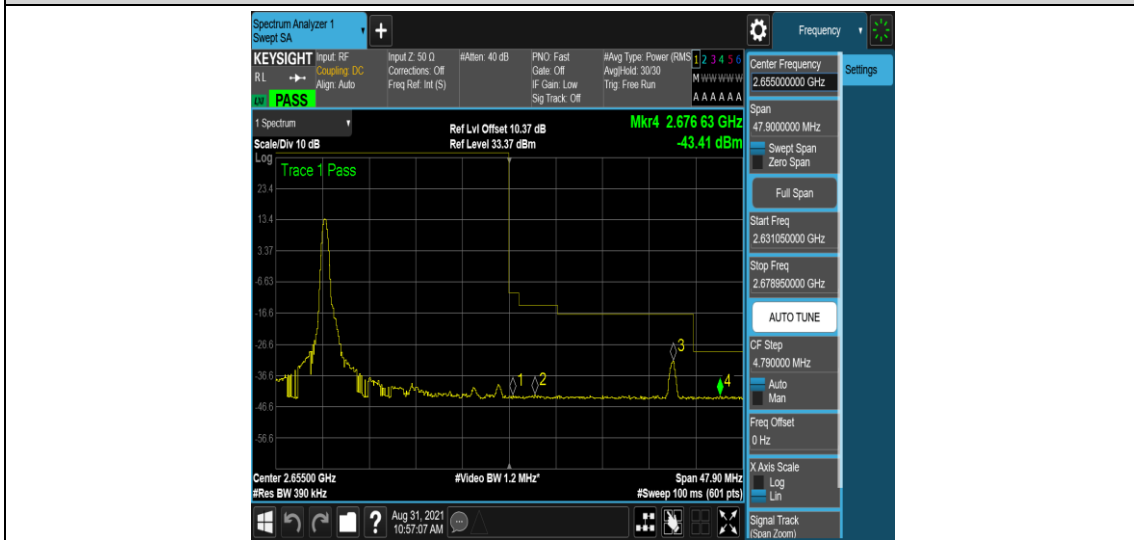 Spectrum Analyzer 1
Swept SA
+
Frequency
KEYSIGHT
RL
PASS
Input: RF
Coupling: DC
Align: Auto
Input Z: 50 Ω
Corrections: Off
Freq Ref: Int (S)
#Atten: 40 dB
PNO: Fast
Gate: Off
IF Gain: Low
Sig Track: Off
#Avg Type: Power (RMS
Avg|Hold: 30/30
Trig: Free Run
1 2 3 4 5 6
M W W W W W
A A A A A A
1 Spectrum
Scale/Div 10 dB
Ref Lvl Offset 10.37 dB
Ref Level 33.37 dBm
Mkr4 2.676 63 GHz
-43.41 dBm
Log
Trace 1 Pass
23.4
13.4
3.37
-6.63
-16.6
-26.6
-36.6
-46.6
-56.6
1
2
3
4
Center 2.65500 GHz
#Res BW 390 kHz
#Video BW 1.2 MHz*
Span 47.90 MHz
#Sweep 100 ms (601 pts)
?
Aug 31, 2021
10:57:07 AM
Center Frequency
2.655000000 GHz
Settings
Span
47.9000000 MHz
Swept Span
Zero Span
Full Span
Start Freq
2.631050000 GHz
Stop Freq
2.678950000 GHz
AUTO TUNE
CF Step
4.790000 MHz
Auto
Man
Freq Offset
0 Hz
X Axis Scale
Log
Lin
Signal Track
(Span Zoom)